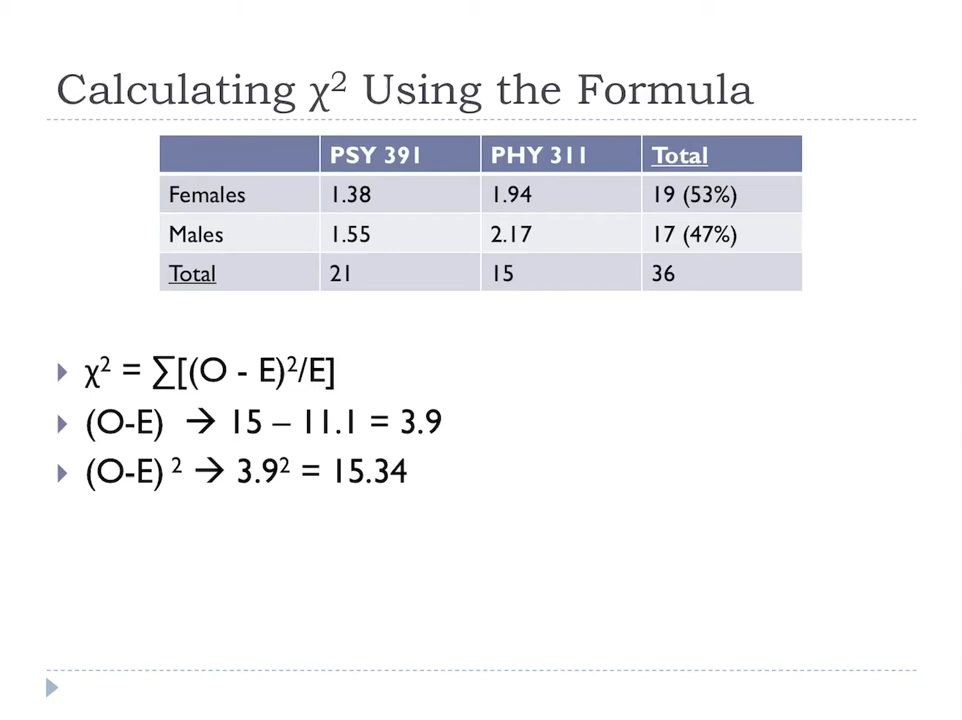 Calculating χ² Using the Formula
PSY 391 PHY 311 Total
Females 1.38 1.94 19 (53%)
Males 1.55 2.17 17 (47%)
Total 21 15 36
χ² = ∑[(O - E)²/E]
(O-E) → 15 – 11.1 = 3.9
(O-E) ² → 3.9² = 15.34